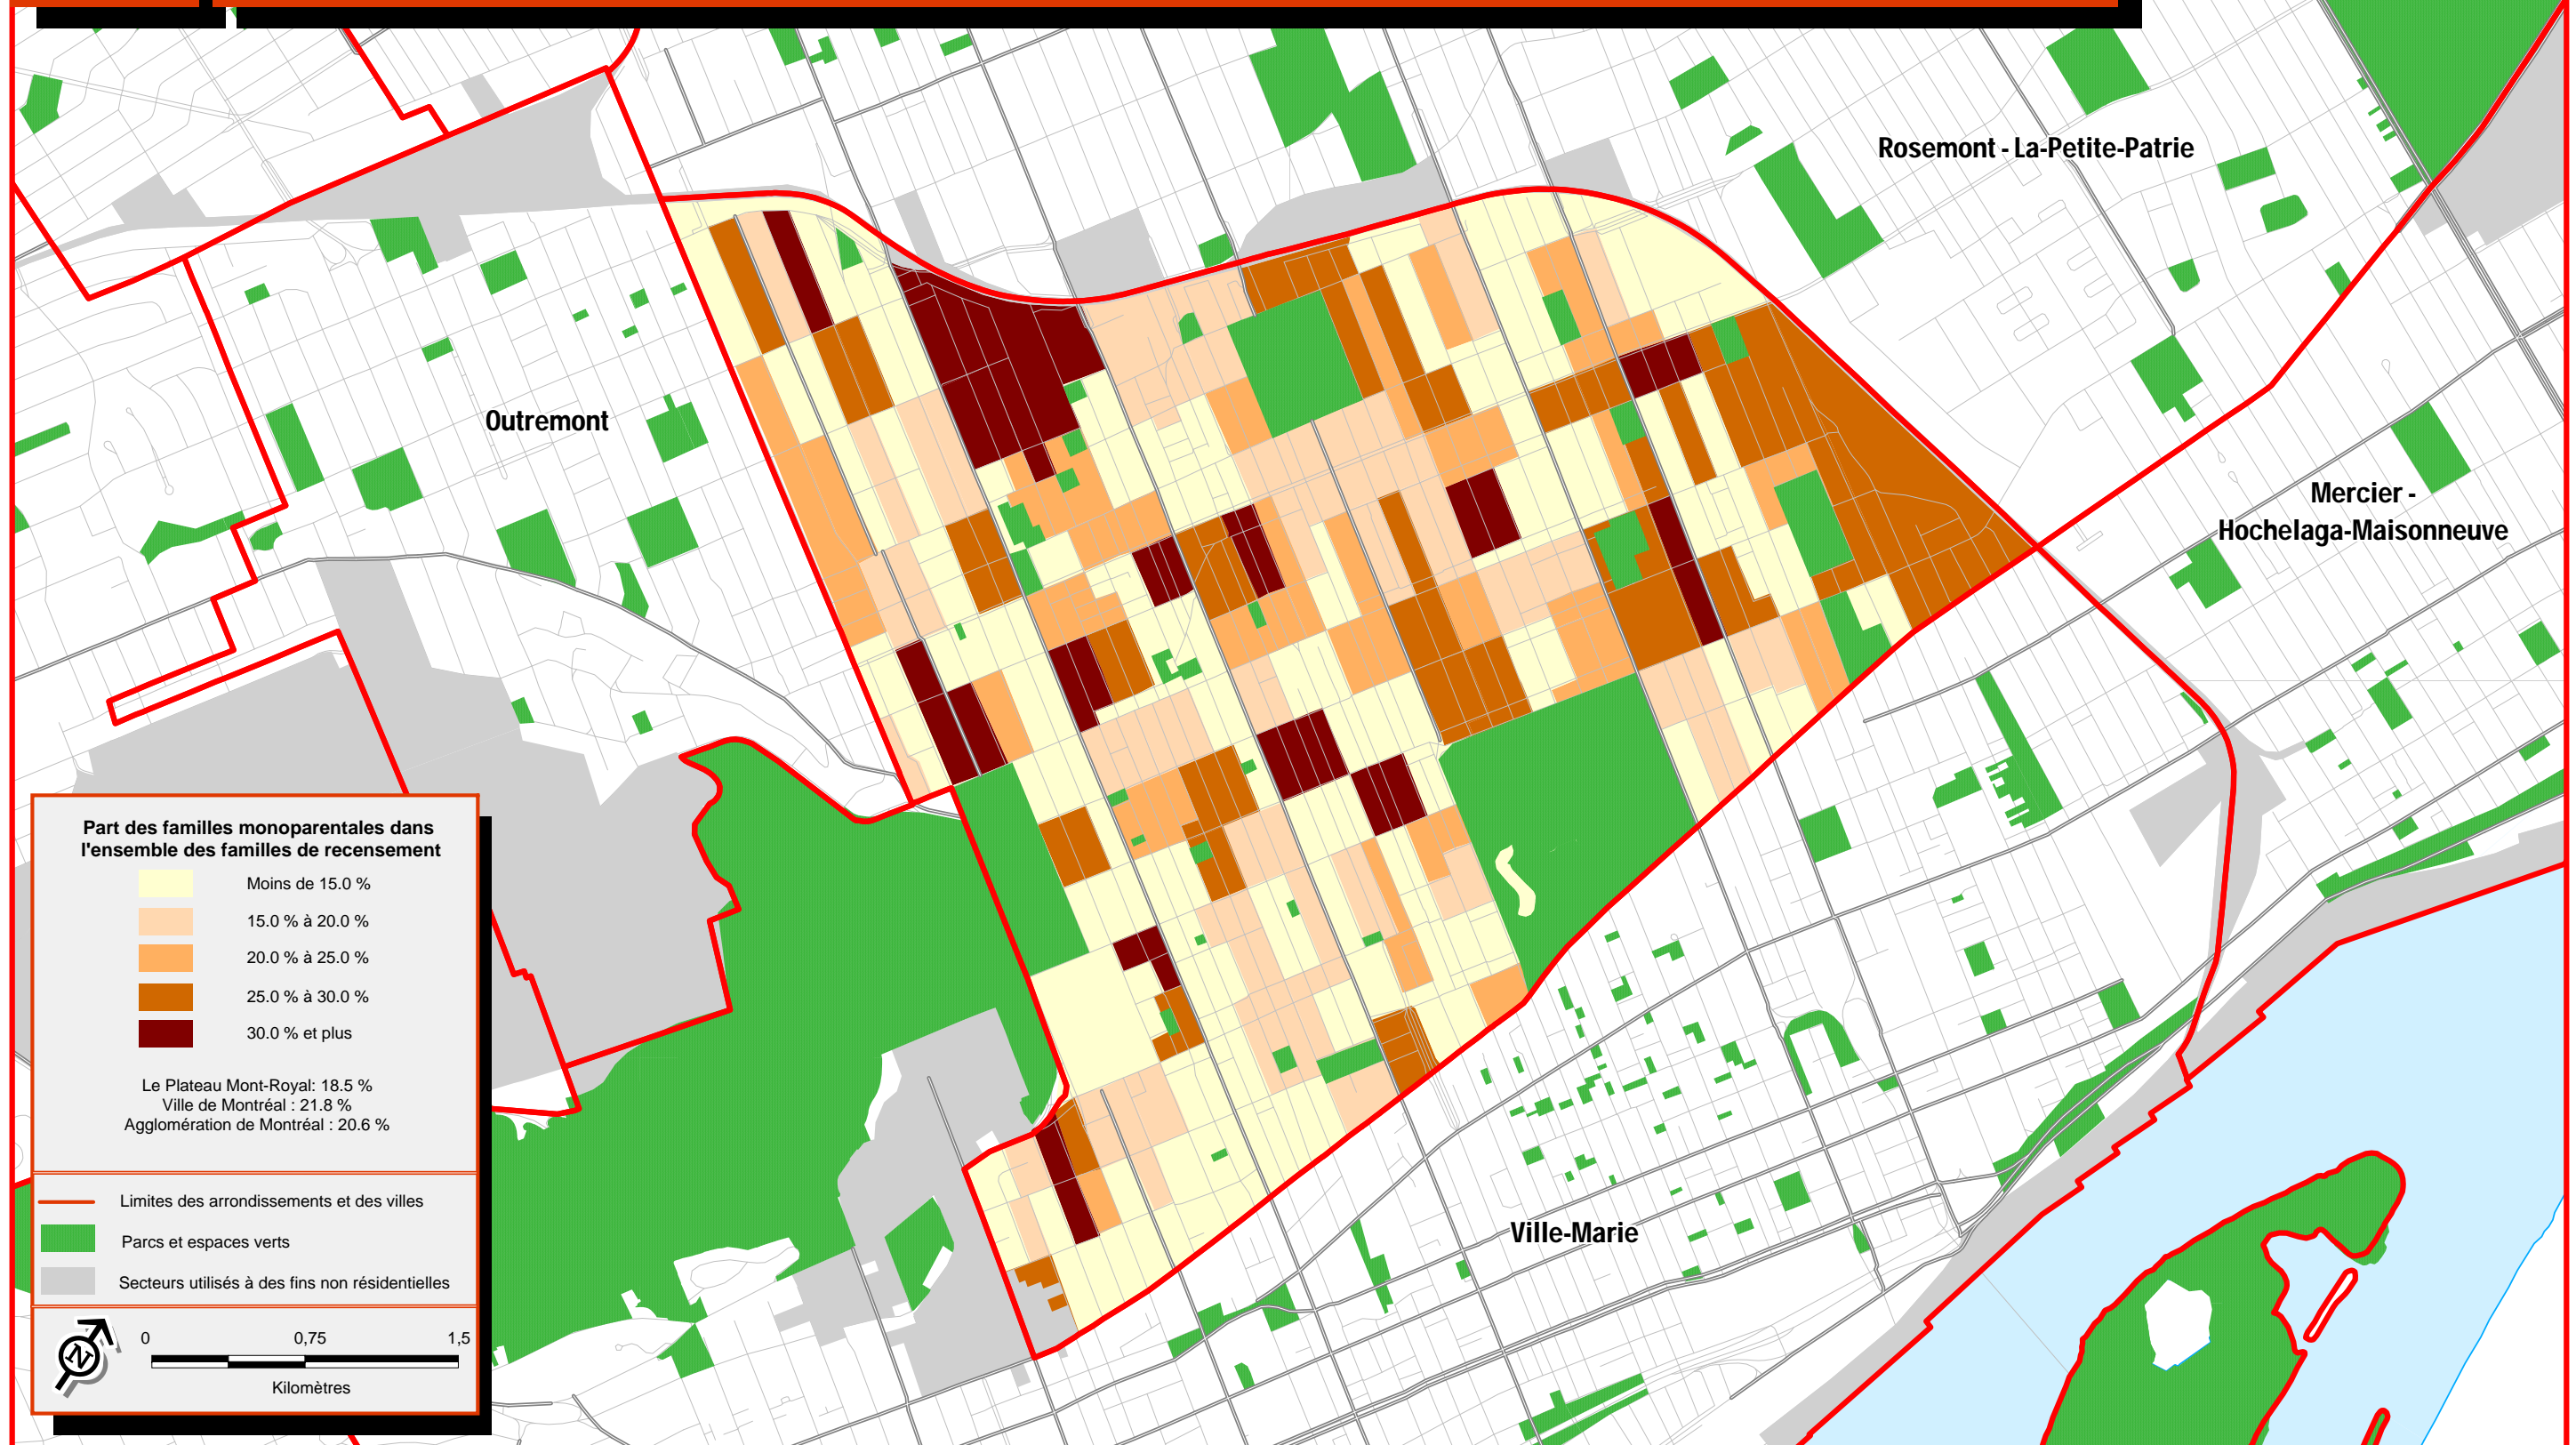 Rosemont - La-Petite-Patrie
Outremont
Mercier -
Hochelaga-Maisonneuve
Ville-Marie
Part des familles monoparentales dans
l'ensemble des familles de recensement
Moins de 15.0 %
15.0 % à 20.0 %
20.0 % à 25.0 %
25.0 % à 30.0 %
30.0 % et plus
Le Plateau Mont-Royal: 18.5 %
Ville de Montréal : 21.8 %
Agglomération de Montréal : 20.6 %
Limites des arrondissements et des villes
Parcs et espaces verts
Secteurs utilisés à des fins non résidentielles
N
0 0,75 1,5
Kilomètres